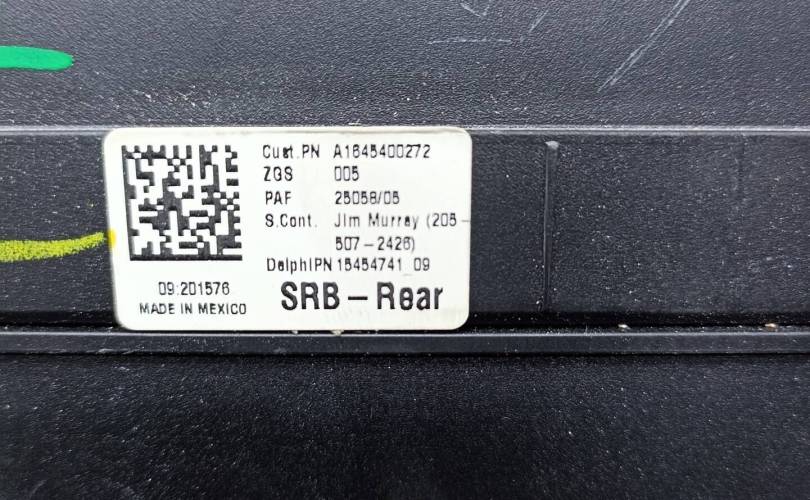 Cust.PN A1645400272
ZGS 005
PAF 25058/05
S.Cont. Jim Murray (205-
507-2426)
DelphiPN 15454741_09
09:201576
MADE IN MEXICO
SRB-Rear